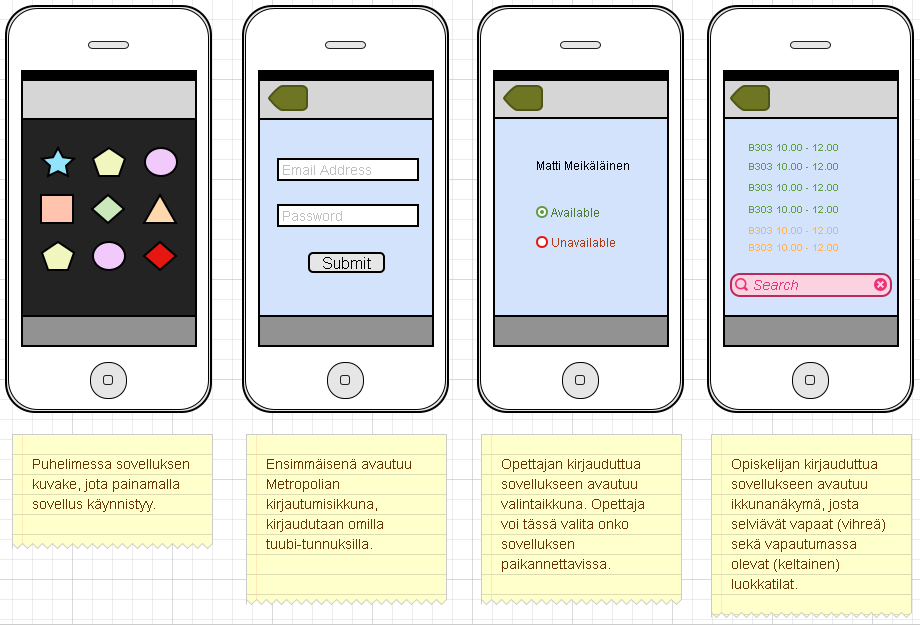 Email Address
Password
Submit
Matti Meikäläinen
Available
Unavailable
B303 10.00 - 12.00
B303 10.00 - 12.00
B303 10.00 - 12.00
B303 10.00 - 12.00
B303 10.00 - 12.00
B303 10.00 - 12.00
Search
Puhelimessa sovelluksen
kuvake, jota painamalla
sovellus käynnistyy.
Ensimmäisenä avautuu
Metropolian
kirjautumisikkuna,
kirjaudutaan omilla
tuubi-tunnuksilla.
Opettajan kirjauduttua
sovellukseen avautuu
valintaikkuna. Opettaja
voi tässä valita onko
sovelluksen
paikannettavissa.
Opiskelijan kirjauduttua
sovellukseen avautuu
ikkunanäkymä, josta
selviävät vapaat (vihreä)
sekä vapautumassa
olevat (keltainen)
luokkatilat.